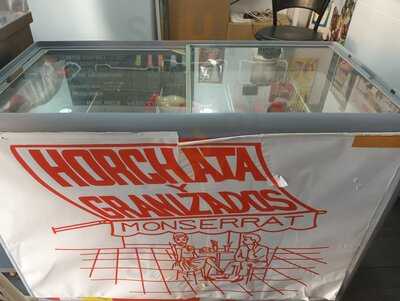 HORCHATA
Y
GRANIZADOS
MONSERRAT